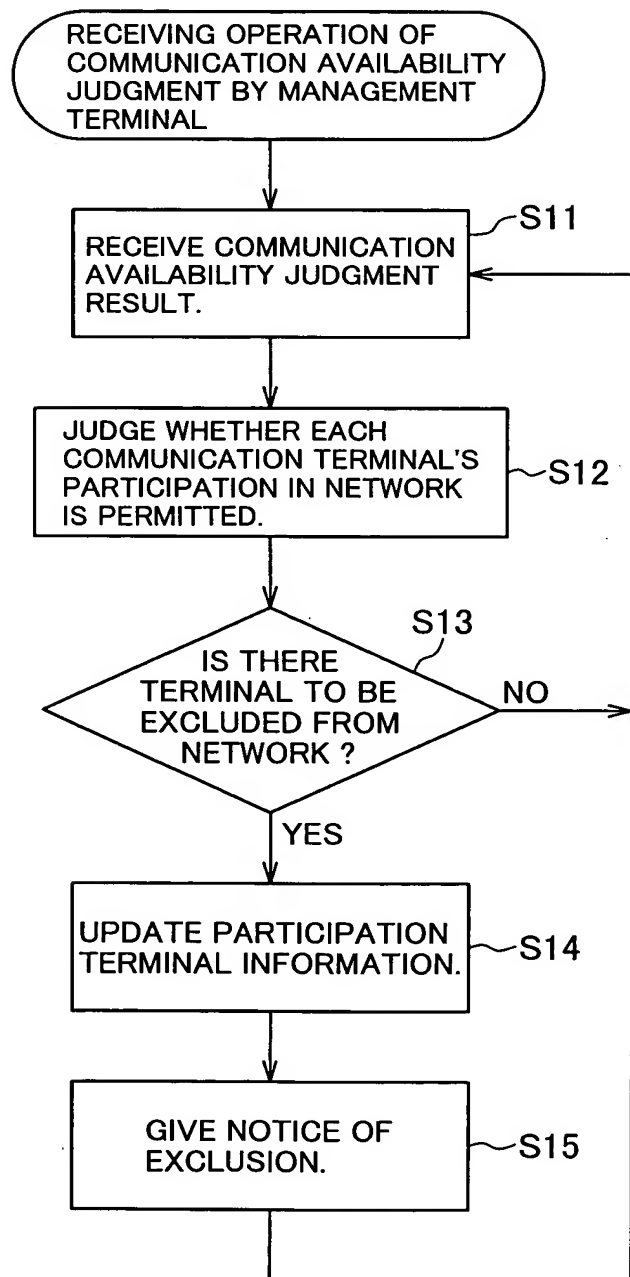 RECEIVING OPERATION OF
COMMUNICATION AVAILABILITY
JUDGMENT BY MANAGEMENT
TERMINAL
S11
RECEIVE COMMUNICATION
AVAILABILITY JUDGMENT
RESULT.
JUDGE WHETHER EACH
COMMUNICATION TERMINAL'S
PARTICIPATION IN NETWORK
IS PERMITTED.
S12
S13
IS THERE
TERMINAL TO BE
EXCLUDED FROM
NETWORK ?
NO
YES
UPDATE PARTICIPATION
TERMINAL INFORMATION.
S14
GIVE NOTICE OF
EXCLUSION.
S15